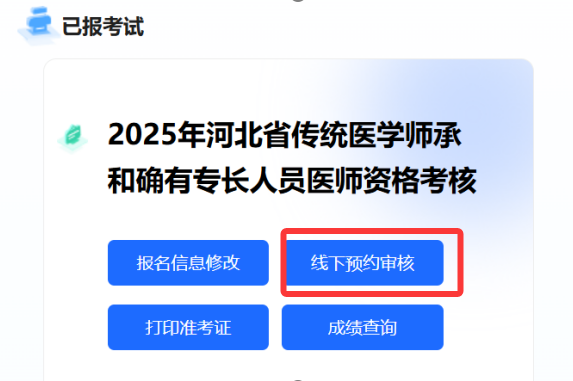 已报考试
2025年河北省传统医学师承
和确有专长人员医师资格考核
报名信息修改
线下预约审核
打印准考证
成绩查询